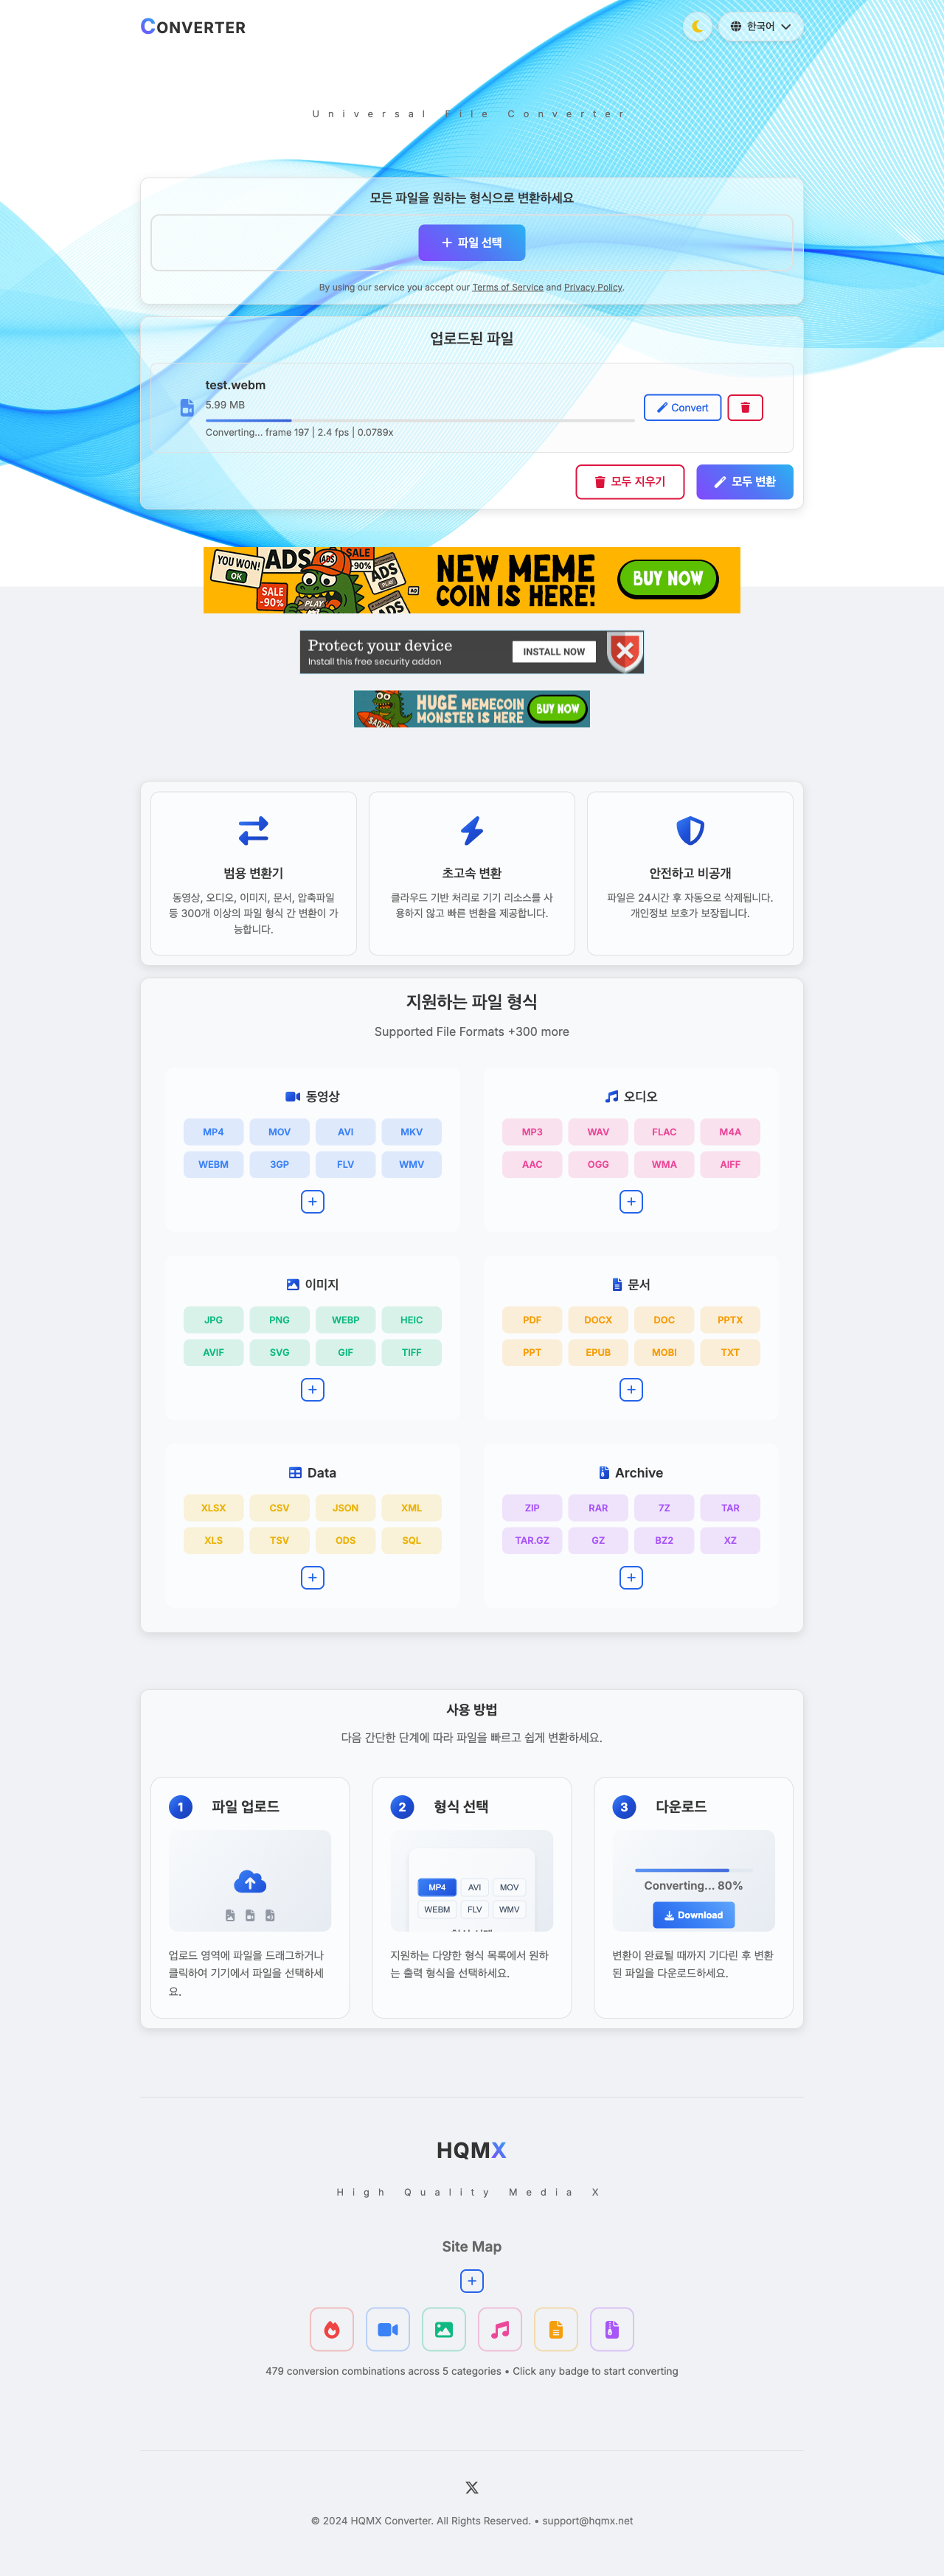 CONVERTER
한국어
Universal File Converter
모든 파일을 원하는 형식으로 변환하세요
파일 선택
By using our service you accept our Terms of Service and Privacy Policy.
업로드된 파일
test.webm
5.99 MB
Convert
Converting... frame 197 | 2.4 fps | 0.0789x
모두 지우기
모두 변환
ADS
SALE
-90%
YOU WON!
OK
ADS
SALE
-90%
PLAY
ADS
AD
ADS
NEW MEME
COIN IS HERE!
BUY NOW
Protect your device
Install this free security addon
INSTALL NOW
HUGE MEMECOIN
MONSTER IS HERE
BUY NOW
범용 변환기
동영상, 오디오, 이미지, 문서, 압축파일
등 300개 이상의 파일 형식 간 변환이 가
능합니다.
초고속 변환
클라우드 기반 처리로 기기 리소스를 사
용하지 않고 빠른 변환을 제공합니다.
안전하고 비공개
파일은 24시간 후 자동으로 삭제됩니다.
개인정보 보호가 보장됩니다.
지원하는 파일 형식
Supported File Formats +300 more
동영상
MP4 MOV AVI MKV
WEBM 3GP FLV WMV
오디오
MP3 WAV FLAC M4A
AAC OGG WMA AIFF
이미지
JPG PNG WEBP HEIC
AVIF SVG GIF TIFF
문서
PDF DOCX DOC PPTX
PPT EPUB MOBI TXT
Data
XLSX CSV JSON XML
XLS TSV ODS SQL
Archive
ZIP RAR 7Z TAR
TAR.GZ GZ BZ2 XZ
사용 방법
다음 간단한 단계에 따라 파일을 빠르고 쉽게 변환하세요.
1 파일 업로드
업로드 영역에 파일을 드래그하거나
클릭하여 기기에서 파일을 선택하세
요.
2 형식 선택
MP4 AVI MOV
WEBM FLV WMV
지원하는 다양한 형식 목록에서 원하
는 출력 형식을 선택하세요.
3 다운로드
Converting... 80%
Download
변환이 완료될 때까지 기다린 후 변환
된 파일을 다운로드하세요.
HQMX
High Quality Media X
Site Map
479 conversion combinations across 5 categories • Click any badge to start converting
© 2024 HQMX Converter. All Rights Reserved. • support@hqmx.net